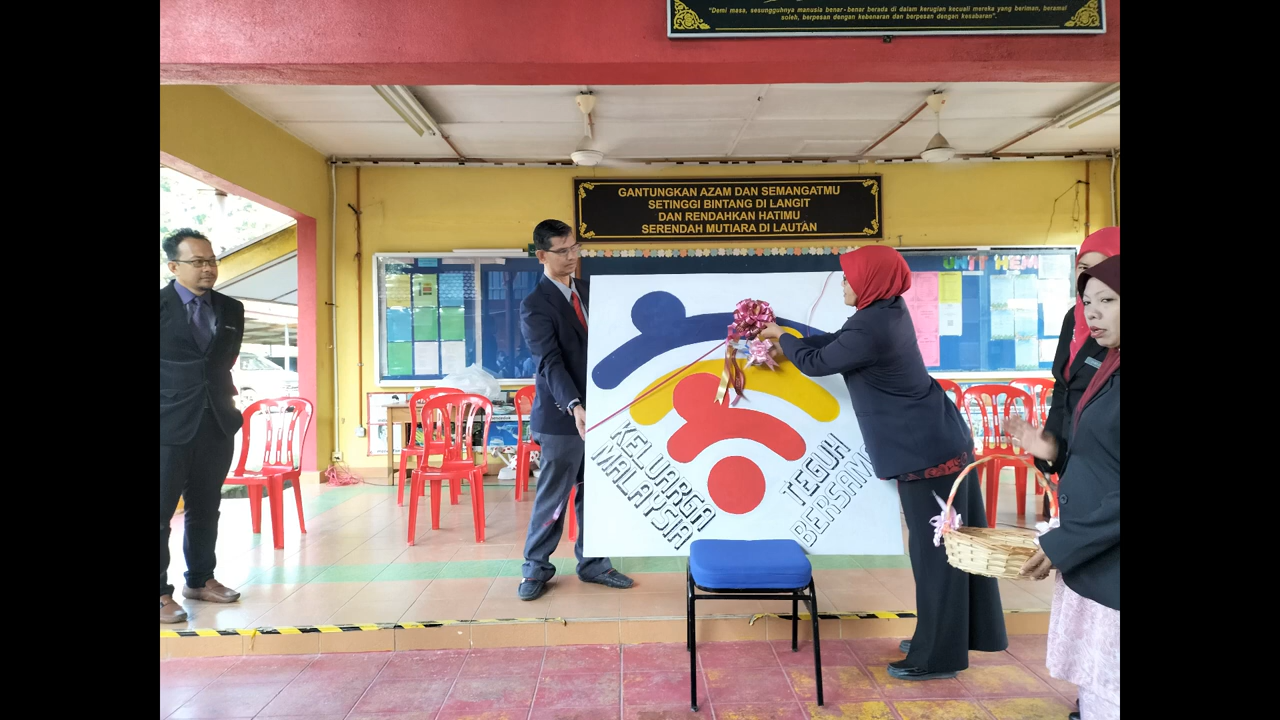 "Demi masa, sesungguhnya manusia benar-benar berada di dalam kerugian kecuali mereka yang beriman, beramal
soleh, berpesan dengan kebenaran dan berpesan dengan kesabaran".
GANTUNGKAN AZAM DAN SEMANGATMU
SETINGGI BINTANG DI LANGIT
DAN RENDAHKAN HATIMU
SERENDAH MUTIARA DI LAUTAN
UNIT HEM
KELUARGA
MALAYSIA
TEGUH
BERSAMA